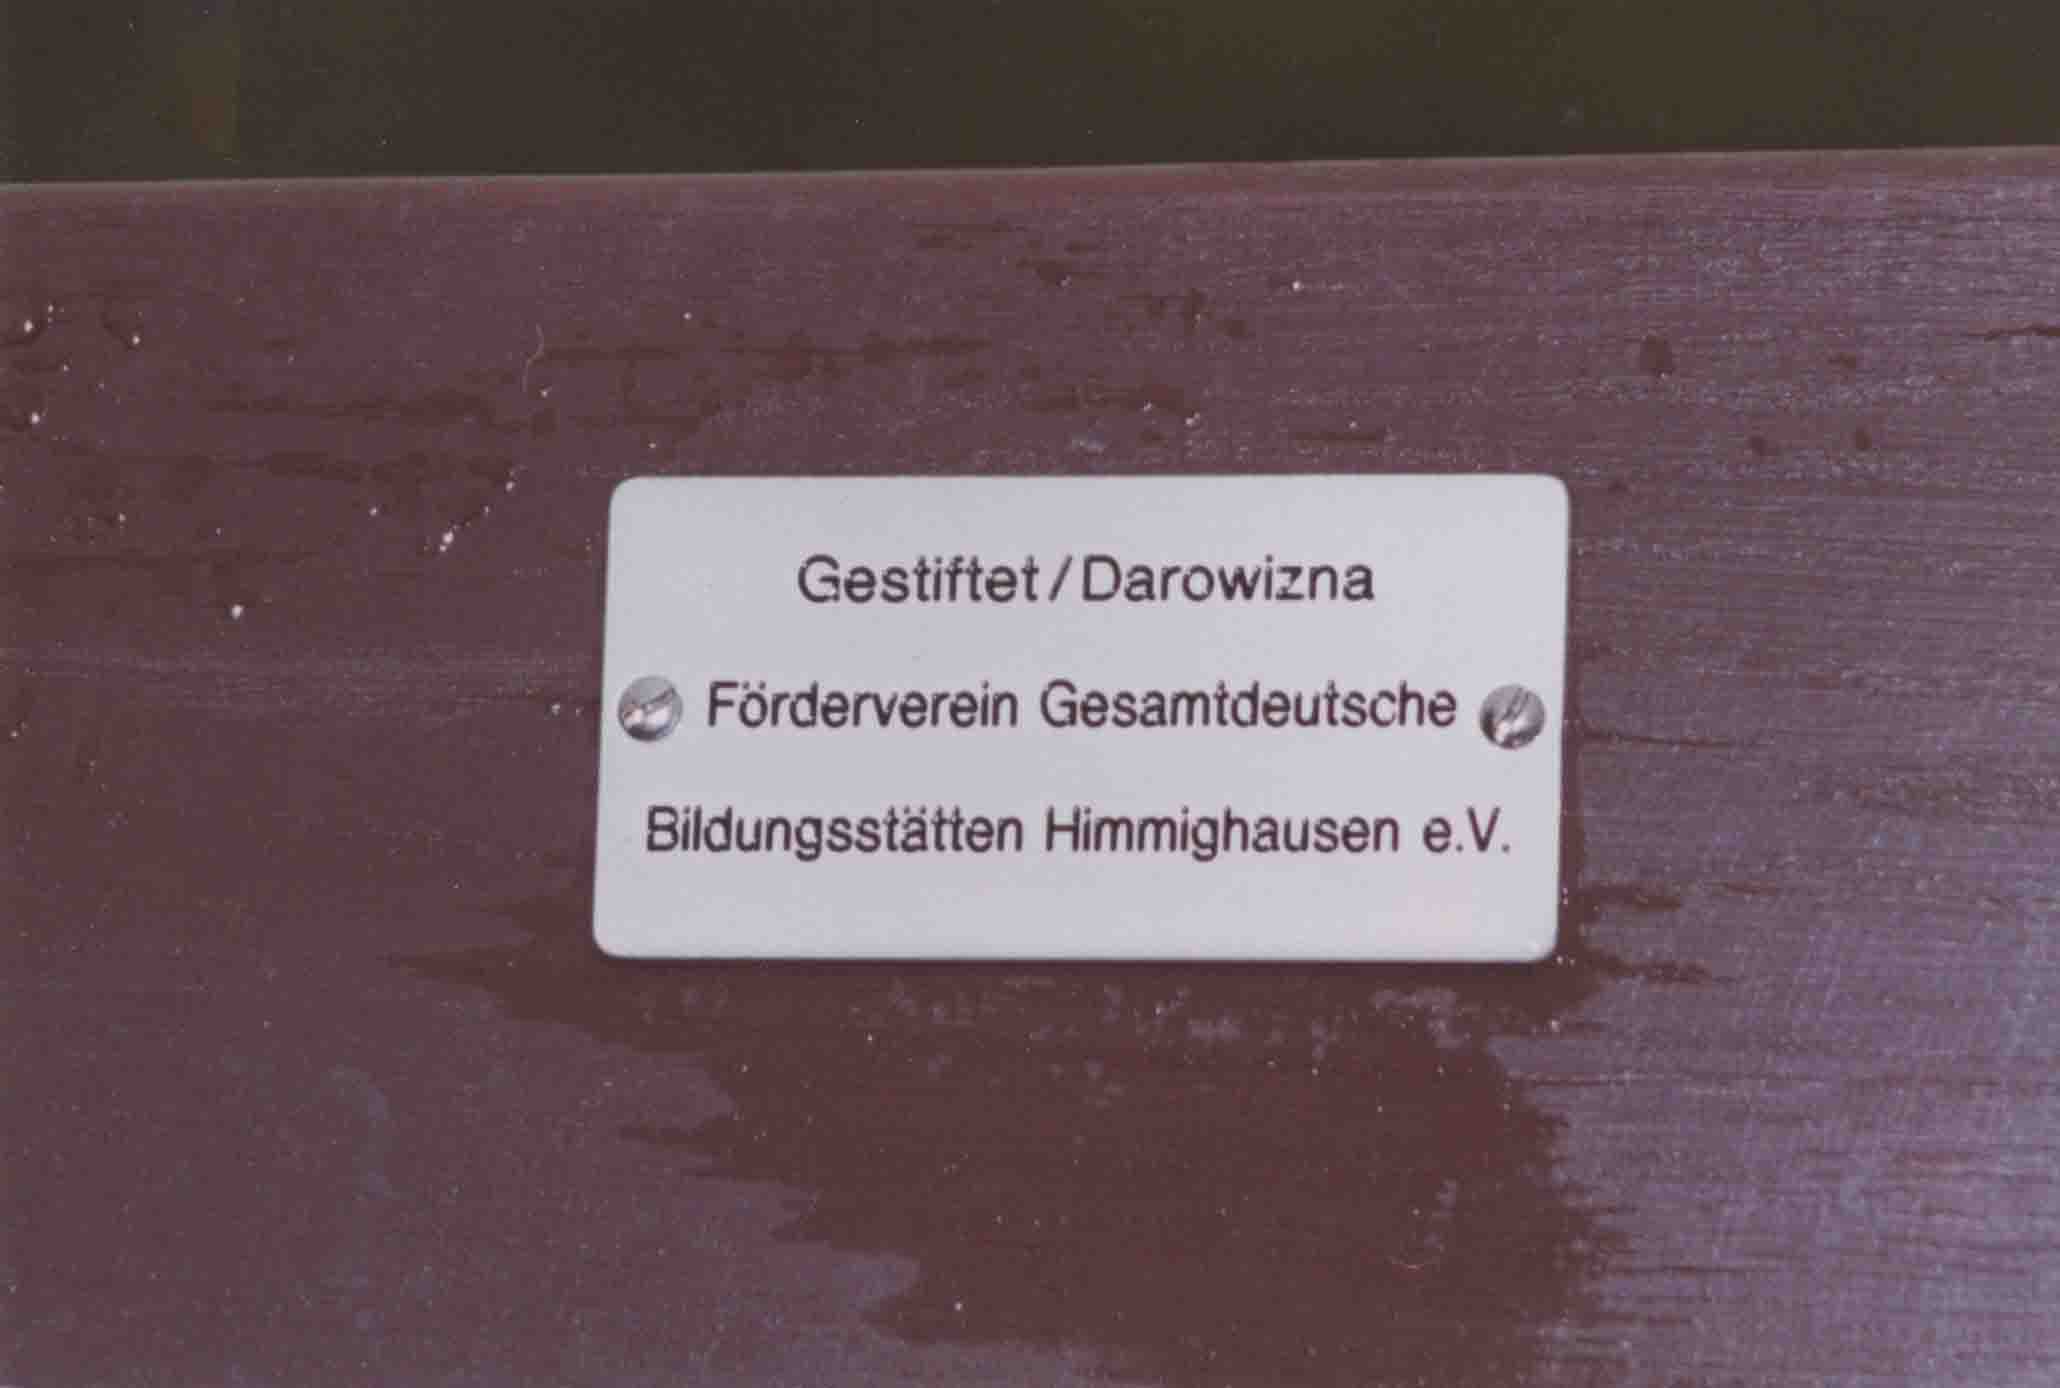 Gestiftet/Darowizna
Förderverein Gesamtdeutsche
Bildungsstätten Himmighausen e.V.